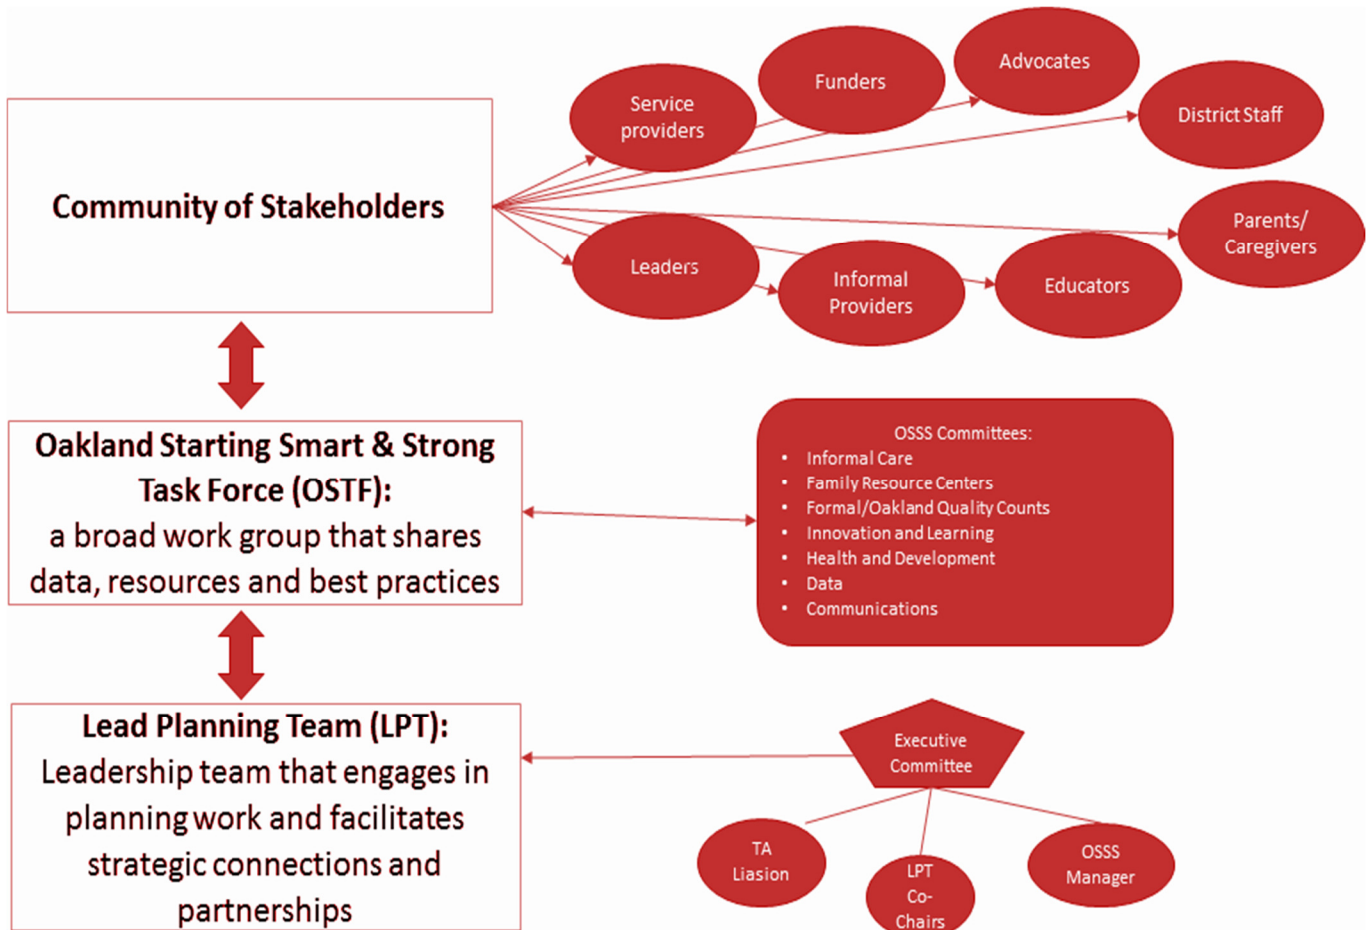 Community of Stakeholders
Service
providers
Funders
Advocates
District Staff
Parents/
Caregivers
Leaders
Informal
Providers
Educators
Oakland Starting Smart & Strong
Task Force (OSTF):
a broad work group that shares
data, resources and best practices
OSSS Committees:
• Informal Care
• Family Resource Centers
• Formal/Oakland Quality Counts
• Innovation and Learning
• Health and Development
• Data
• Communications
Lead Planning Team (LPT):
Leadership team that engages in
planning work and facilitates
strategic connections and
partnerships
Executive
Committee
TA
Liasion
LPT
Co-
Chairs
OSSS
Manager